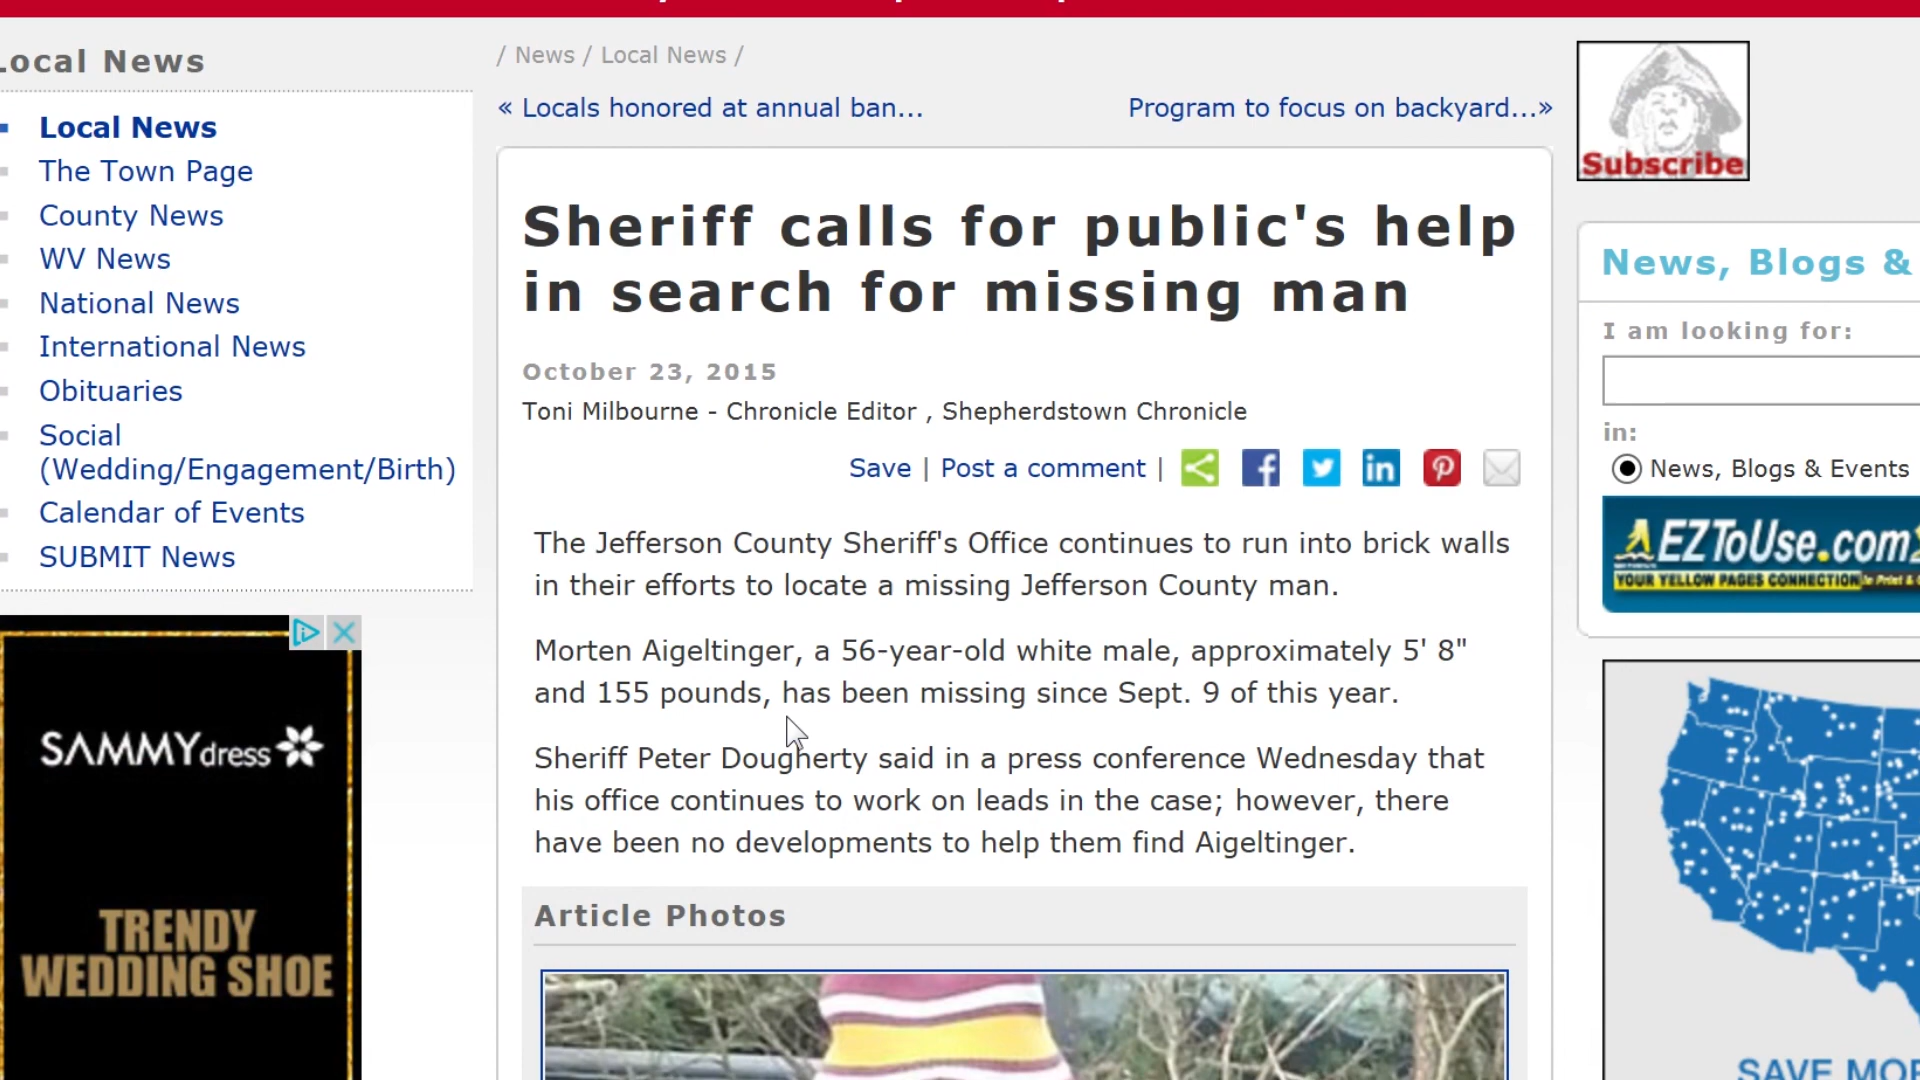 Local News
Local News
The Town Page
County News
WV News
National News
International News
Obituaries
Social
(Wedding/Engagement/Birth)
Calendar of Events
SUBMIT News
SAMMYdress
TRENDY
WEDDING SHOE
/ News / Local News /
« Locals honored at annual ban...
Program to focus on backyard...»
Sheriff calls for public's help
in search for missing man
October 23, 2015
Toni Milbourne - Chronicle Editor , Shepherdstown Chronicle
Save | Post a comment |
The Jefferson County Sheriff's Office continues to run into brick walls
in their efforts to locate a missing Jefferson County man.
Morten Aigeltinger, a 56-year-old white male, approximately 5' 8"
and 155 pounds, has been missing since Sept. 9 of this year.
Sheriff Peter Dougherty said in a press conference Wednesday that
his office continues to work on leads in the case; however, there
have been no developments to help them find Aigeltinger.
Article Photos
Subscribe
News, Blogs &
I am looking for:
in:
News, Blogs & Events
EZToUse.com
YOUR YELLOW PAGES CONNECTION In Print &
SAVE